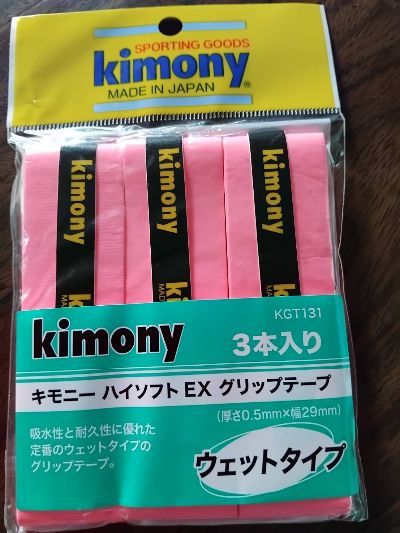 SPORTING GOODS
kimony®
MADE IN JAPAN
kimony
kimony
kimony
MAD
MADE
MADE
kimony
KGT131
3本入り
キモニー ハイソフト EX グリップテープ
(厚さ0.5mm×幅29mm)
吸水性と耐久性に優れた
定番のウェットタイプの
グリップテープ。
ウェットタイプ